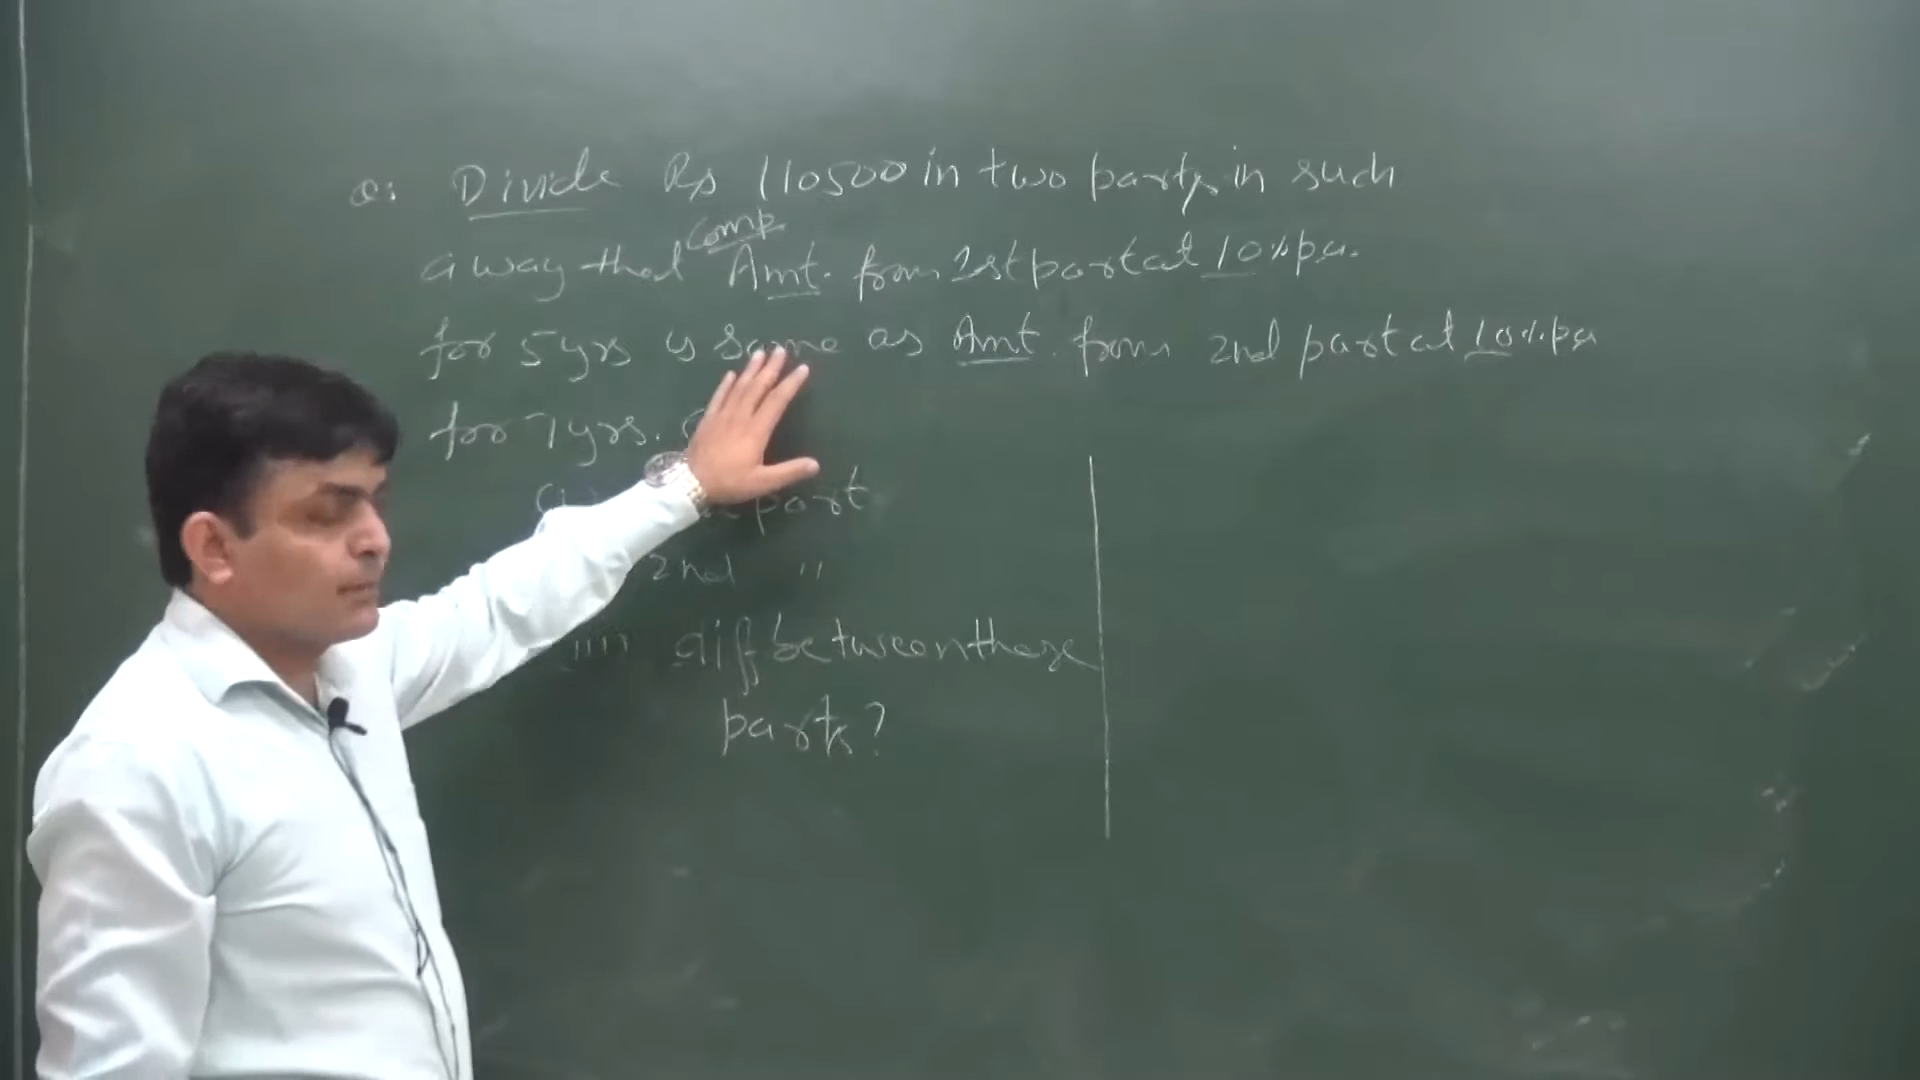 Q: Divide Rs 110500 in two parts in such
a way that comp Amt. from 1st part at 10% p.a.
for 5 yrs is same as Amt. from 2nd part at 10% pa
for 7 yrs.
part
2nd "
(iii) diff between these
parts?